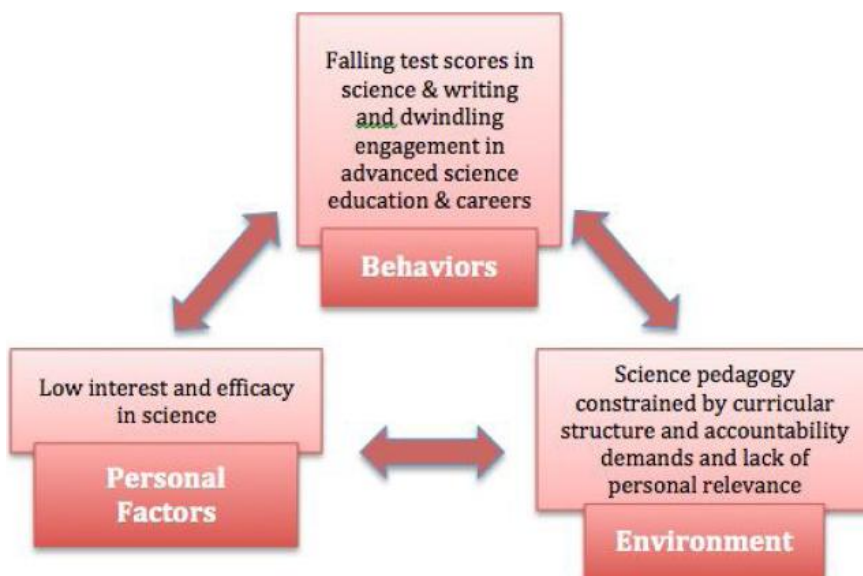 Falling test scores in
science & writing
and dwindling
engagement in
advanced science
education & careers
Behaviors
Low interest and efficacy
in science
Personal
Factors
Science pedagogy
constrained by curricular
structure and accountability
demands and lack of
personal relevance
Environment